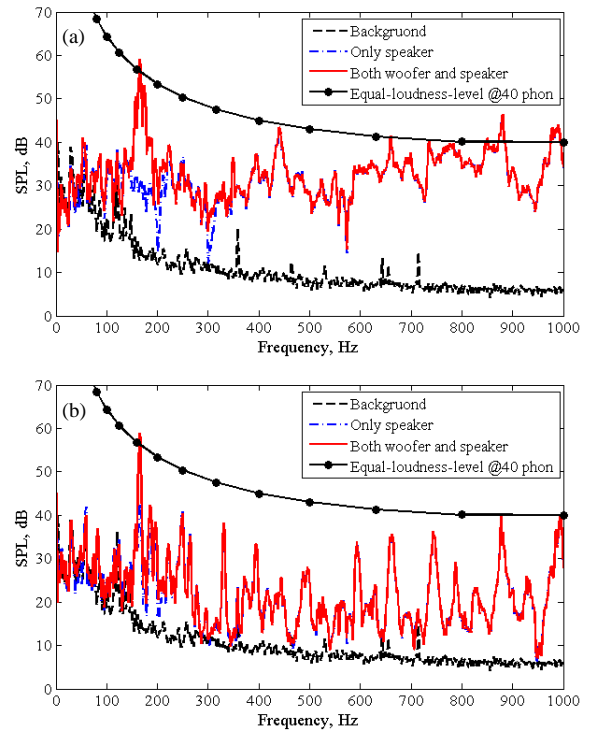 (a)
Background
Only speaker
Both woofer and speaker
Equal-loudness-level @40 phon
SPL, dB
70
60
50
40
30
20
10
0
0 100 200 300 400 500 600 700 800 900 1000
Frequency, Hz
(b)
Background
Only speaker
Both woofer and speaker
Equal-loudness-level @40 phon
SPL, dB
70
60
50
40
30
20
10
0
0 100 200 300 400 500 600 700 800 900 1000
Frequency, Hz